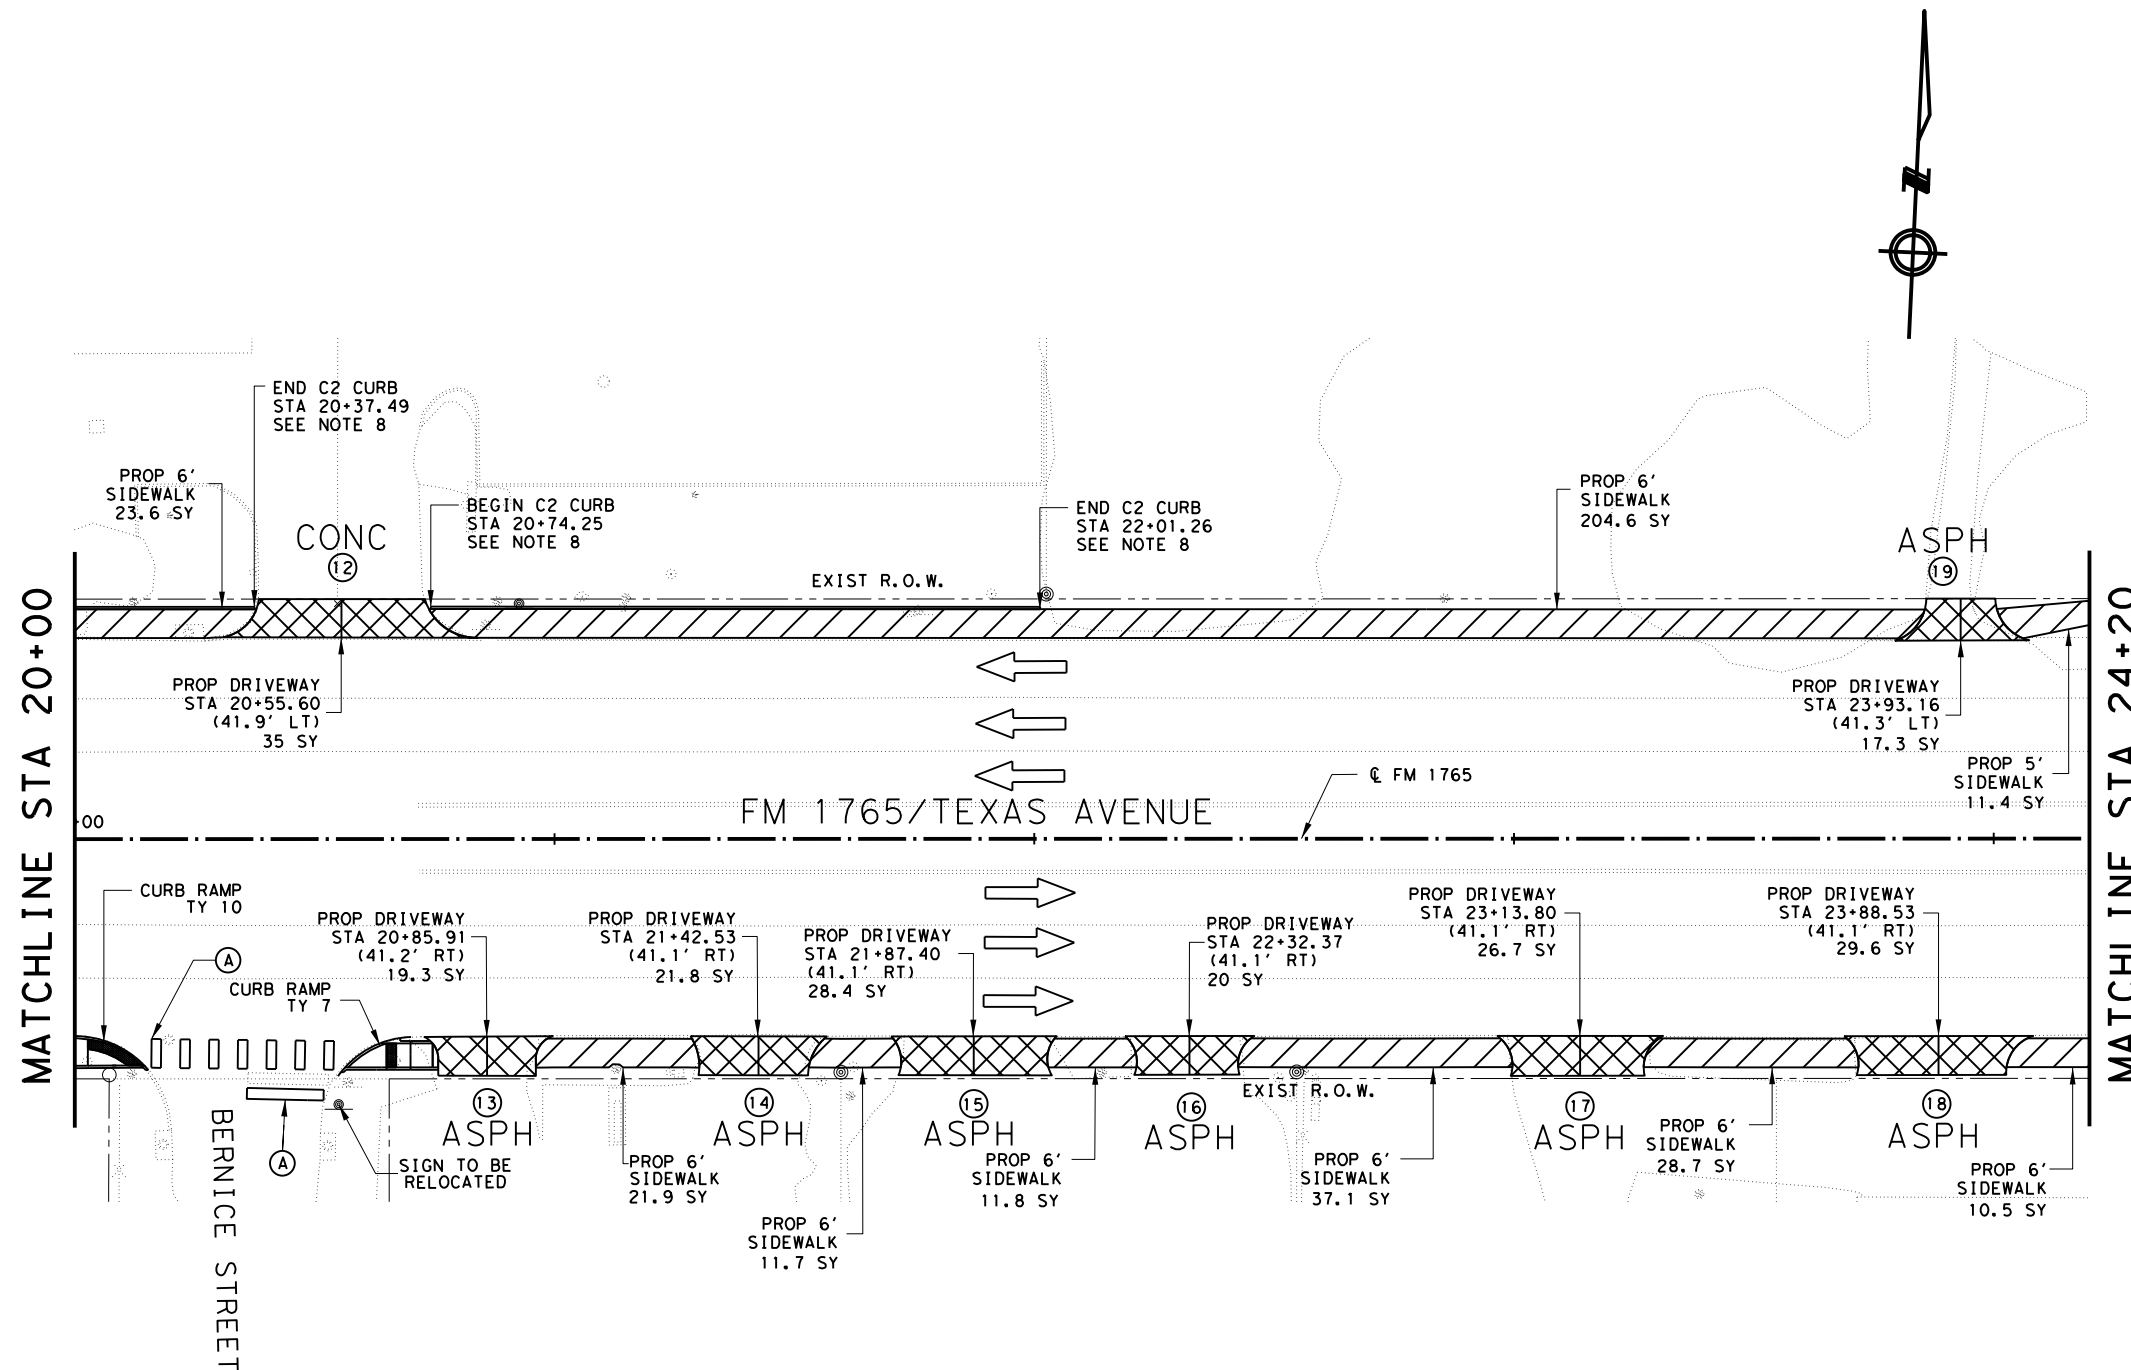 N
END C2 CURB
STA 20+37.49
SEE NOTE 8
PROP 6'
SIDEWALK
23.6 SY
CONC
12
BEGIN C2 CURB
STA 20+74.25
SEE NOTE 8
EXIST R.O.W.
END C2 CURB
STA 22+01.26
SEE NOTE 8
PROP 6'
SIDEWALK
204.6 SY
ASPH
19
MATCHLINE STA 20+00
MATCHLINE STA 24+20
PROP DRIVEWAY
STA 20+55.60
(41.9' LT)
35 SY
PROP DRIVEWAY
STA 23+93.16
(41.3' LT)
17.3 SY
PROP 5'
SIDEWALK
11.4 SY
℄ FM 1765
FM 1765/TEXAS AVENUE
+00
CURB RAMP
TY 10
A
CURB RAMP
TY 7
PROP DRIVEWAY
STA 20+85.91
(41.2' RT)
19.3 SY
PROP DRIVEWAY
STA 21+42.53
(41.1' RT)
21.8 SY
PROP DRIVEWAY
STA 21+87.40
(41.1' RT)
28.4 SY
PROP DRIVEWAY
STA 22+32.37
(41.1' RT)
20 SY
PROP DRIVEWAY
STA 23+13.80
(41.1' RT)
26.7 SY
PROP DRIVEWAY
STA 23+88.53
(41.1' RT)
29.6 SY
EXIST R.O.W.
13
ASPH
14
ASPH
15
ASPH
16
ASPH
17
ASPH
18
ASPH
BERNICE STREET
A
SIGN TO BE
RELOCATED
PROP 6'
SIDEWALK
21.9 SY
PROP 6'
SIDEWALK
11.7 SY
PROP 6'
SIDEWALK
11.8 SY
PROP 6'
SIDEWALK
37.1 SY
PROP 6'
SIDEWALK
28.7 SY
PROP 6'
SIDEWALK
10.5 SY